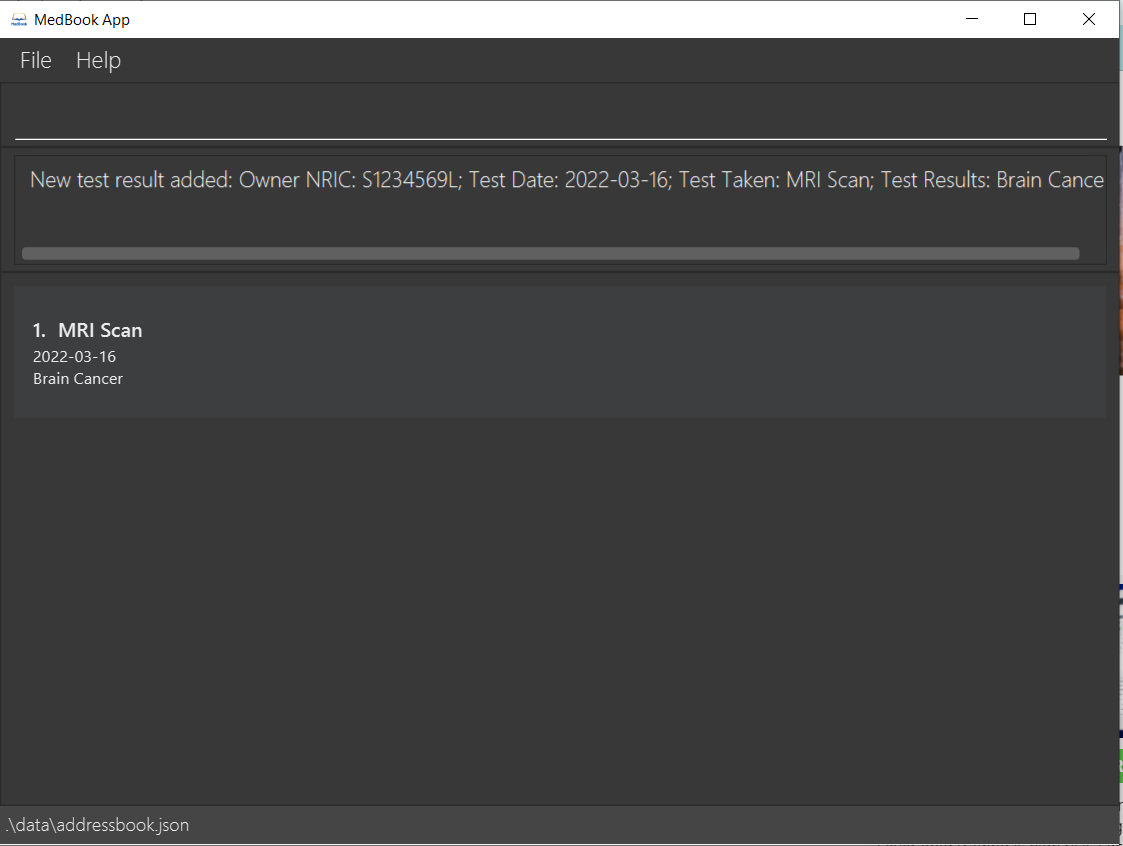 MedBook App
File Help
New test result added: Owner NRIC: S1234569L; Test Date: 2022-03-16; Test Taken: MRI Scan; Test Results: Brain Cance
1. MRI Scan
2022-03-16
Brain Cancer
.\data\addressbook.json